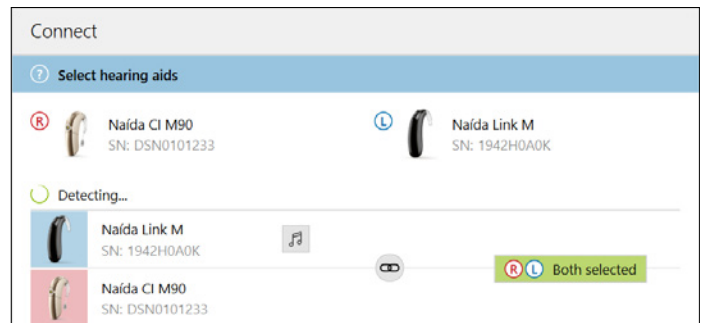 Connect
? Select hearing aids
R Naída CI M90
SN: DSN0101233
L Naída Link M
SN: 1942H0A0K
Detecting...
Naída Link M
SN: 1942H0A0K
R L Both selected
Naída CI M90
SN: DSN0101233